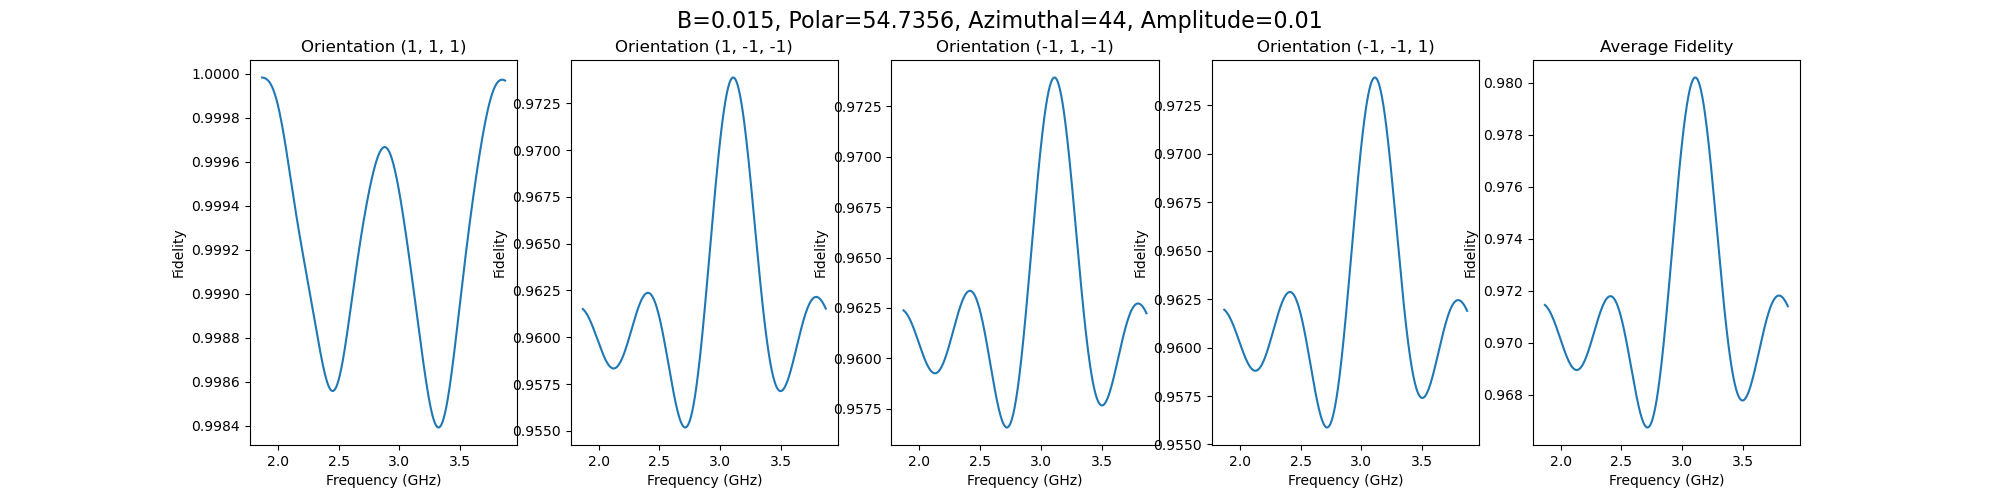 B=0.015, Polar=54.7356, Azimuthal=44, Amplitude=0.01
Orientation (1, 1, 1)
Fidelity
1.0000
0.9998
0.9996
0.9994
0.9992
0.9990
0.9988
0.9986
0.9984
2.0 2.5 3.0 3.5
Frequency (GHz)
Orientation (1, -1, -1)
Fidelity
0.9725
0.9700
0.9675
0.9650
0.9625
0.9600
0.9575
0.9550
2.0 2.5 3.0 3.5
Frequency (GHz)
Orientation (-1, 1, -1)
Fidelity
0.9725
0.9700
0.9675
0.9650
0.9625
0.9600
0.9575
2.0 2.5 3.0 3.5
Frequency (GHz)
Orientation (-1, -1, 1)
Fidelity
0.9725
0.9700
0.9675
0.9650
0.9625
0.9600
0.9575
0.9550
2.0 2.5 3.0 3.5
Frequency (GHz)
Average Fidelity
Fidelity
0.980
0.978
0.976
0.974
0.972
0.970
0.968
2.0 2.5 3.0 3.5
Frequency (GHz)